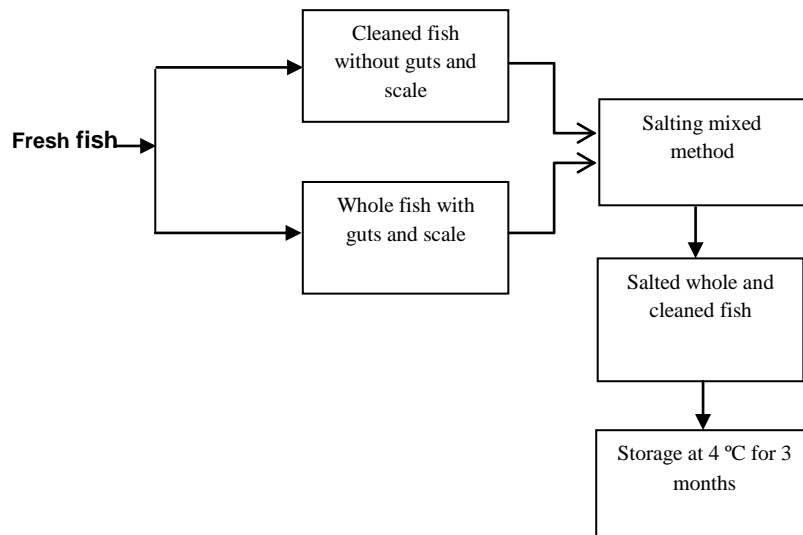 Fresh fish
Cleaned fish
without guts and
scale
Whole fish with
guts and scale
Salting mixed
method
Salted whole and
cleaned fish
Storage at 4 ºC for 3
months